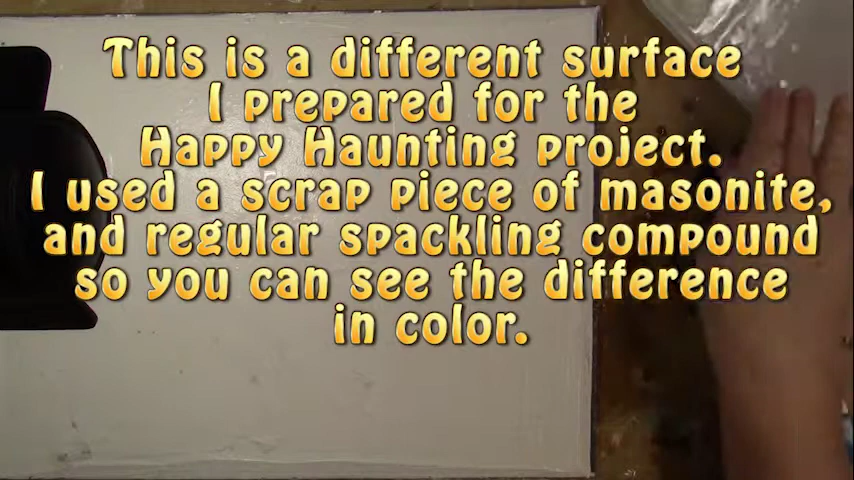 This is a different surface
I prepared for the
Happy Haunting project.
I used a scrap piece of masonite,
and regular spackling compound
so you can see the difference
in color.